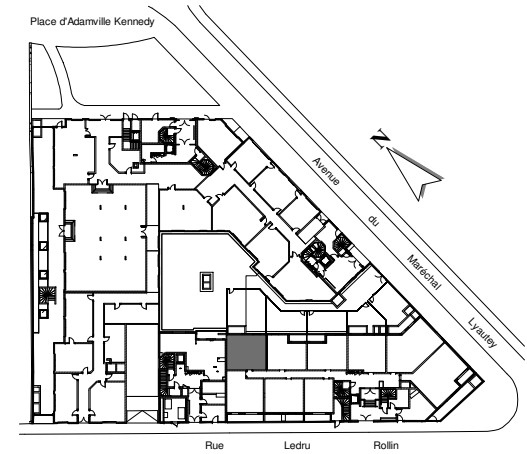 Place d'Adamville Kennedy
N
Avenue du Maréchal Lyautey
Rue Ledru Rollin